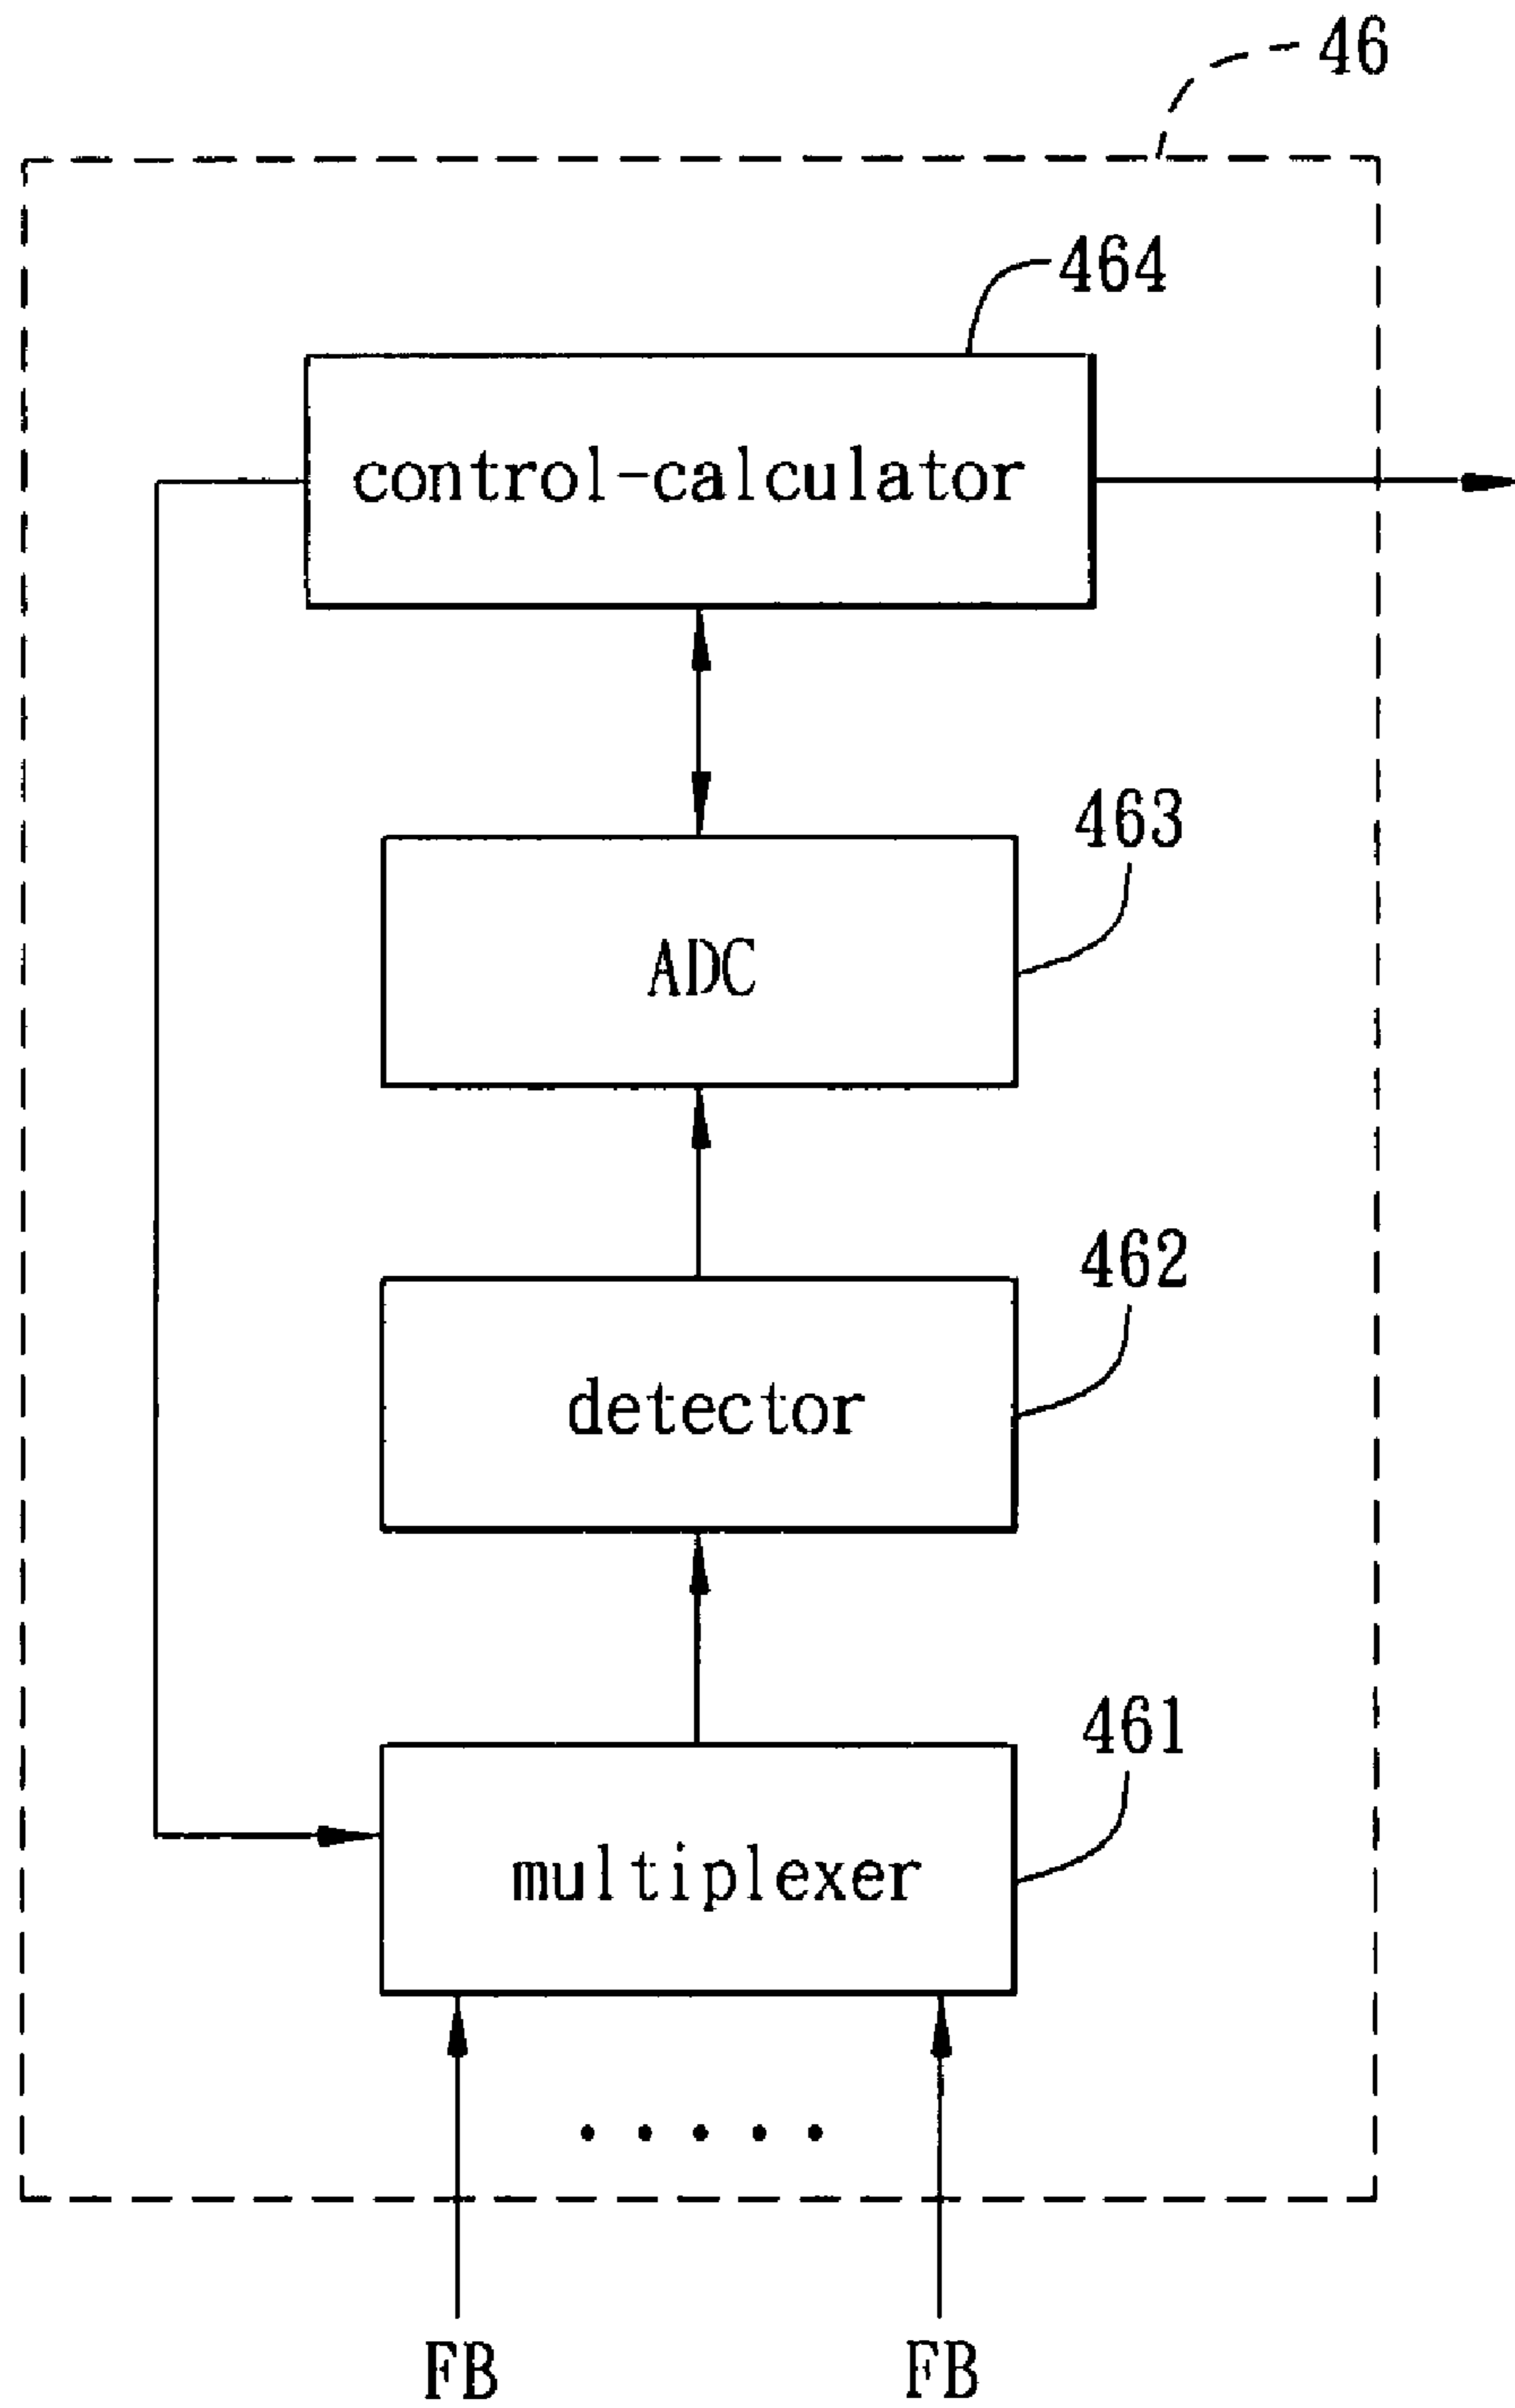 46
464
control-calculator
463
ADC
462
detector
461
multiplexer
FB FB